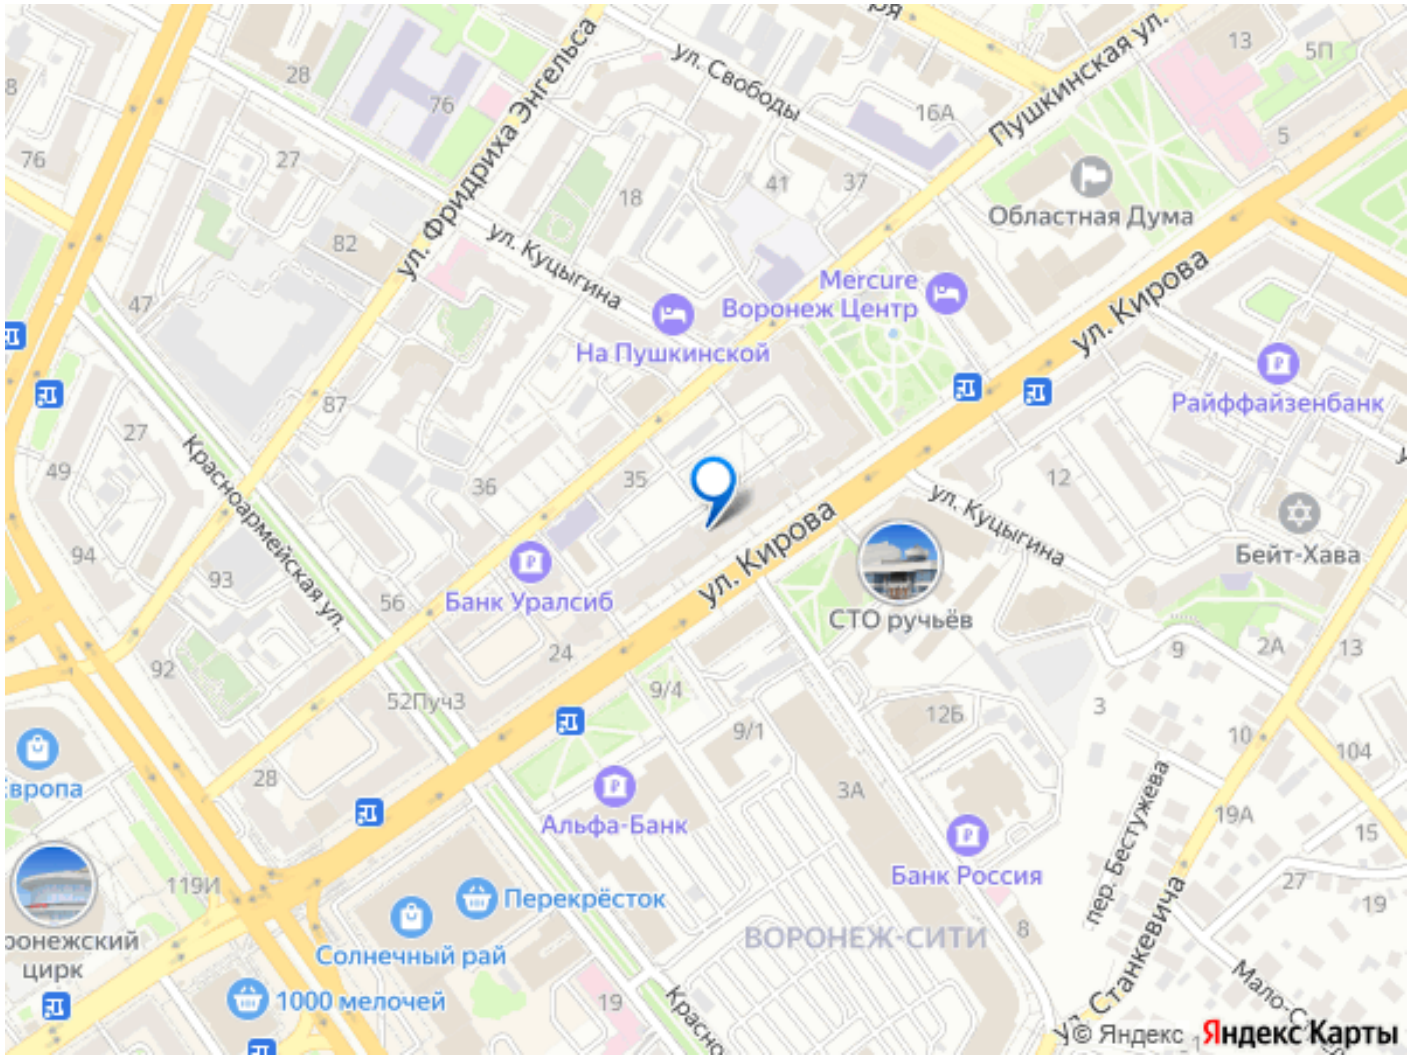 ул. Свободы
Пушкинская ул.
13
5П
8
28
76
16А
ул. Фридриха Энгельса
5
76
27
18
41
37
Областная Дума
82
ул. Куцыгина
Mercure
Воронеж Центр
ул. Кирова
47
На Пушкинской
Райффайзенбанк
87
27
49
Красноармейская ул.
36
35
12
ул. Куцыгина
94
ул. Кирова
Бейт-Хава
93
56
Банк Уралсиб
СТО ручьёв
92
24
52Пуч3
9/4
9/1
12Б
9
2А
13
3
10
104
28
3А
19А
15
Альфа-Банк
пер. Бестужева
Банк Россия
119И
27
19
Перекрёсток
Солнечный рай
ВОРОНЕЖ-СИТИ
8
цирк
1000 мелочей
19
ул. Станкевича
© Яндекс
Яндекс Карты